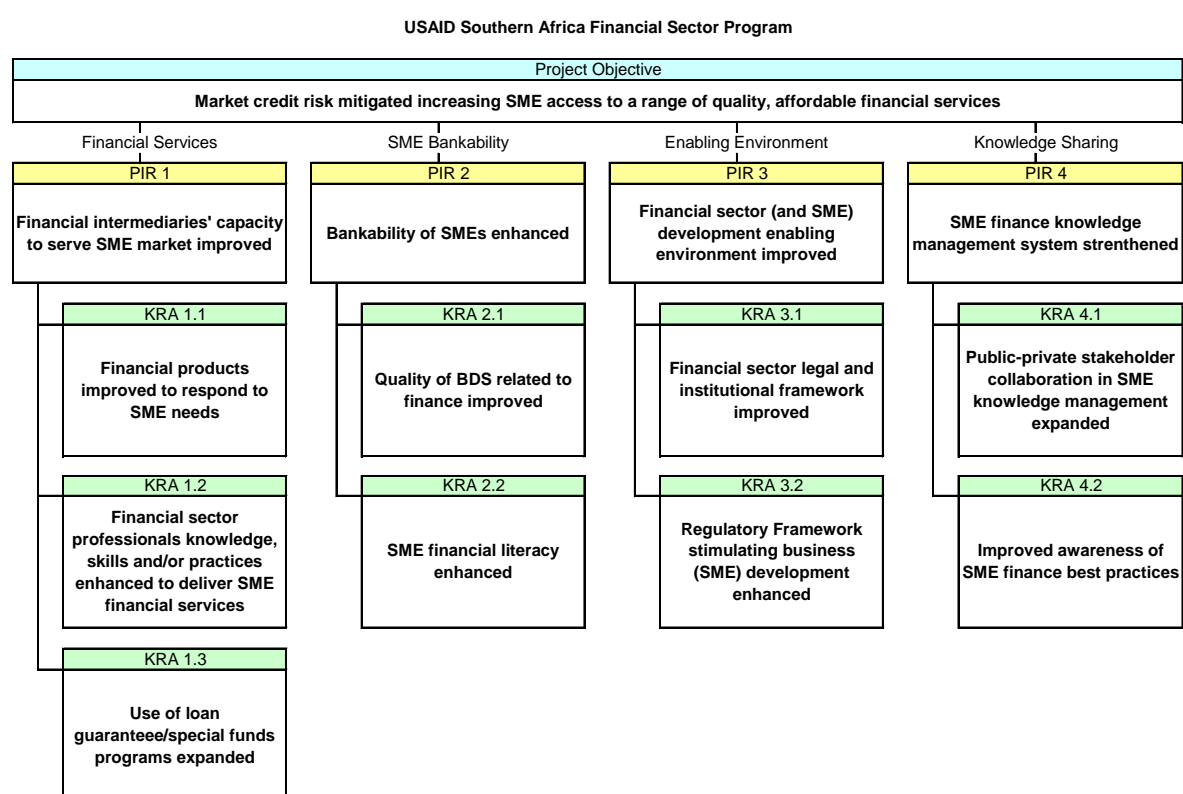 USAID Southern Africa Financial Sector Program
Project Objective
Market credit risk mitigated increasing SME access to a range of quality, affordable financial services
Financial Services
PIR 1
Financial intermediaries' capacity
to serve SME market improved
KRA 1.1
Financial products
improved to respond to
SME needs
KRA 1.2
Financial sector
professionals knowledge,
skills and/or practices
enhanced to deliver SME
financial services
KRA 1.3
Use of loan
guaranteee/special funds
programs expanded
SME Bankability
PIR 2
Bankability of SMEs enhanced
KRA 2.1
Quality of BDS related to
finance improved
KRA 2.2
SME financial literacy
enhanced
Enabling Environment
PIR 3
Financial sector (and SME)
development enabling
environment improved
KRA 3.1
Financial sector legal and
institutional framework
improved
KRA 3.2
Regulatory Framework
stimulating business
(SME) development
enhanced
Knowledge Sharing
PIR 4
SME finance knowledge
management system strenthened
KRA 4.1
Public-private stakeholder
collaboration in SME
knowledge management
expanded
KRA 4.2
Improved awareness of
SME finance best practices